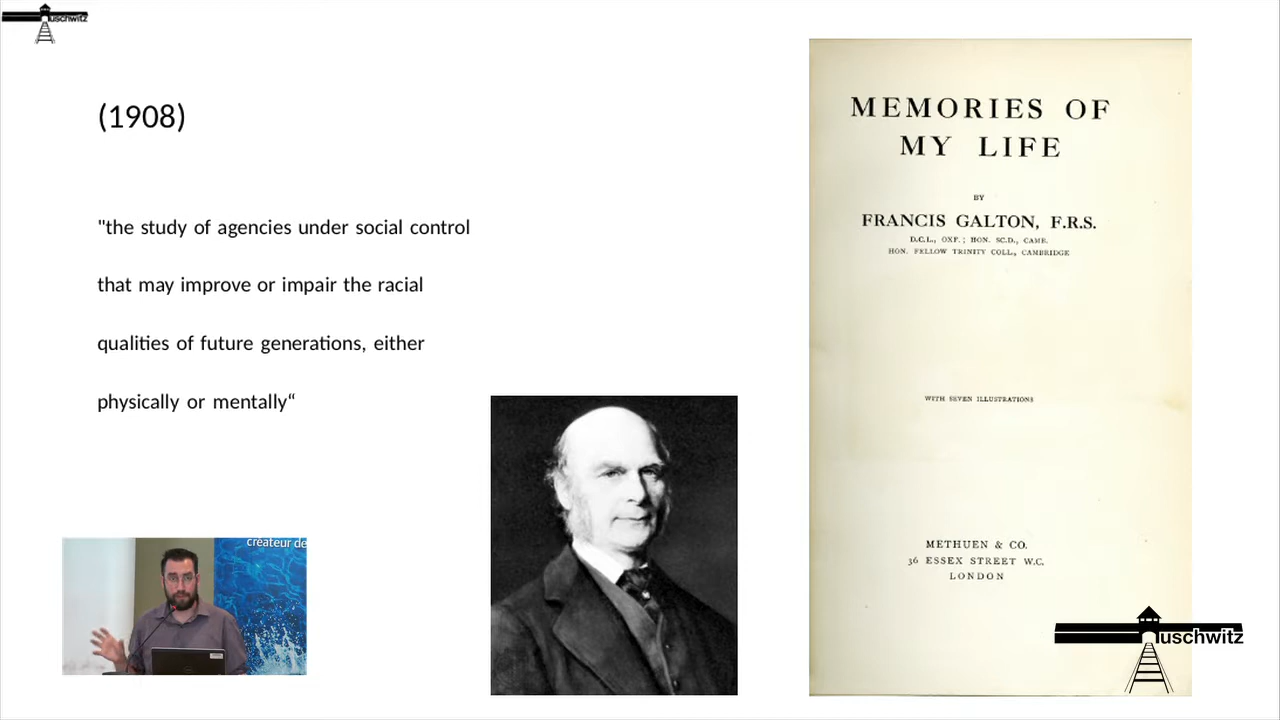 uschwitz
(1908)
"the study of agencies under social control
that may improve or impair the racial
qualities of future generations, either
physically or mentally“
MEMORIES OF
MY LIFE
BY
FRANCIS GALTON, F.R.S.
D.C.L., OXF.; HON. SC.D., CAMB.
HON. FELLOW TRINITY COLL., CAMBRIDGE
WITH SEVEN ILLUSTRATIONS
METHUEN & CO.
36 ESSEX STREET W.C.
LONDON
créateur de
uschwitz